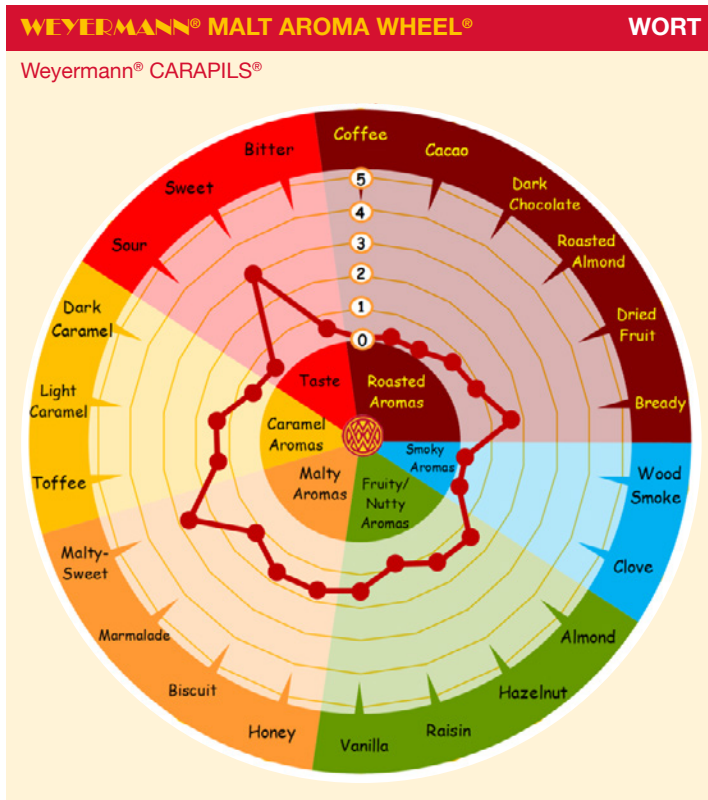 WEYERMANN® MALT AROMA WHEEL®
WORT
Weyermann® CARAPILS®
Coffee
Cacao
Dark
Chocolate
Roasted
Almond
Dried
Fruit
Bready
Wood
Smoke
Clove
Almond
Hazelnut
Raisin
Vanilla
Honey
Biscuit
Marmalade
Malty-
Sweet
Toffee
Light
Caramel
Dark
Caramel
Sour
Sweet
Bitter
5
4
3
2
1
0
Taste
Roasted
Aromas
Caramel
Aromas
Smoky
Aromas
Malty
Aromas
Fruity/
Nutty
Aromas